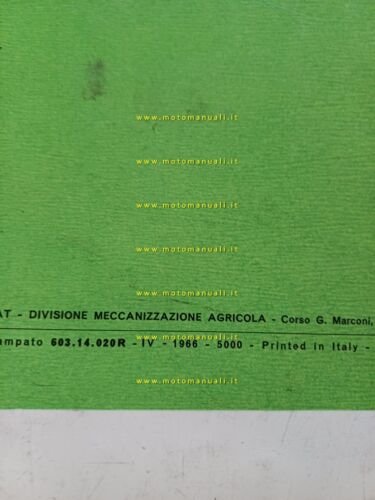 www.motomanuali.it
www.motomanuali.it
www.motomanuali.it
www.motomanuali.it
www.motomanuali.it
AT - DIVISIONE MECCANIZZAZIONE AGRICOLA - Corso G. Marconi,
www.motomanuali.it
ampato 603.14.020R - IV - 1966 - 5000 - Printed in Italy -
www.motomanuali.it